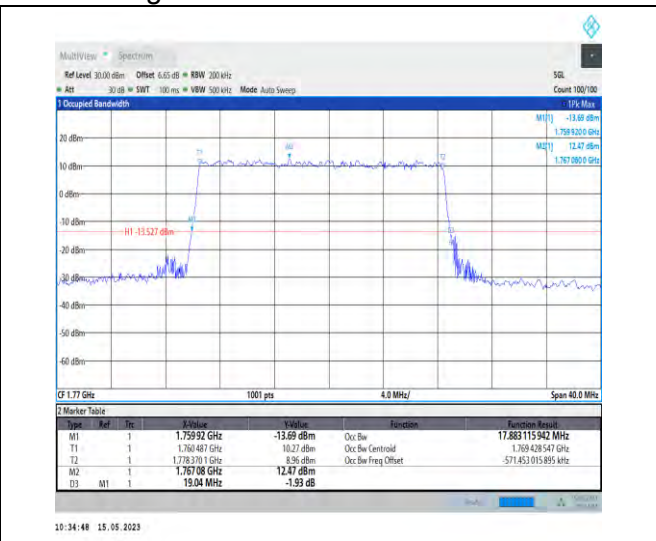 MultiView Spectrum
Ref Level 30.00 dBm Offset 6.65 dB RBW 200 kHz SGL
Att 30 dB SWT 100 ms VBW 500 kHz Mode Auto Sweep Count 100/100
1 Occupied Bandwidth 1Pk Max
M1[1] -13.69 dBm
1.759 920 0 GHz
20 dBm
M2[1] 12.47 dBm
1.767 080 0 GHz
T1 M2 T2
10 dBm
0 dBm
-10 dBm
M1
H1 -13.527 dBm
D3
-20 dBm
-30 dBm
-40 dBm
-50 dBm
-60 dBm
CF 1.77 GHz 1001 pts 4.0 MHz/ Span 40.0 MHz
2 Marker Table
Type Ref Trc X-Value Y-Value Function Function Result
M1 1 1.75992 GHz -13.69 dBm Occ Bw 17.883115942 MHz
T1 1 1.760 487 GHz 10.27 dBm Occ Bw Centroid 1.769 428 547 GHz
T2 1 1.778 370 1 GHz 8.96 dBm Occ Bw Freq Offset -571.453 015 895 kHz
M2 1 1.76708 GHz 12.47 dBm
D3 M1 1 19.04 MHz -1.93 dB
10:34:48 15.05.2023